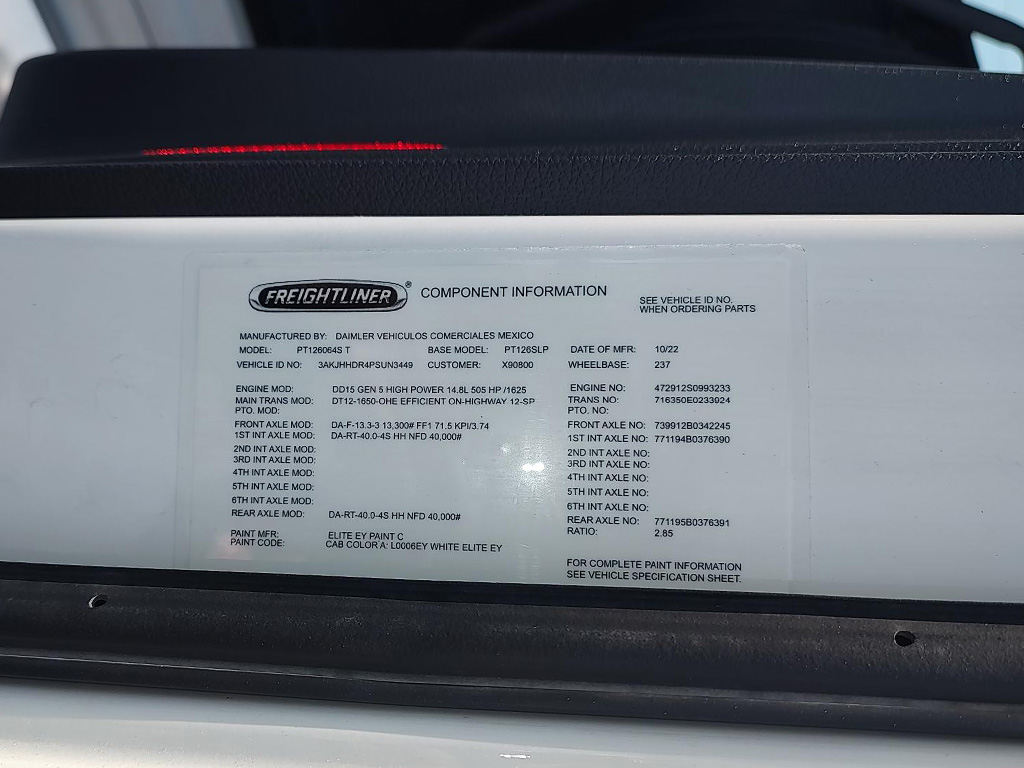 FREIGHTLINER® COMPONENT INFORMATION
SEE VEHICLE ID NO.
WHEN ORDERING PARTS
MANUFACTURED BY: DAIMLER VEHICULOS COMERCIALES MEXICO
MODEL: PT126064S T BASE MODEL: PT126SLP DATE OF MFR: 10/22
VEHICLE ID NO: 3AKJHHDR4PSUN3449 CUSTOMER: X90800 WHEELBASE: 237
ENGINE MOD: DD15 GEN 5 HIGH POWER 14.8L 505 HP /1625 ENGINE NO: 472912S0993233
MAIN TRANS MOD: DT12-1650-OHE EFFICIENT ON-HIGHWAY 12-SP TRANS NO: 716350E0233924
PTO. MOD: PTO. NO:
FRONT AXLE MOD: DA-F-13.3-3 13,300# FF1 71.5 KPI/3.74 FRONT AXLE NO: 739912B0342245
1ST INT AXLE MOD: DA-RT-40.0-4S HH NFD 40,000# 1ST INT AXLE NO: 771194B0376390
2ND INT AXLE MOD: 2ND INT AXLE NO:
3RD INT AXLE MOD: 3RD INT AXLE NO:
4TH INT AXLE MOD: 4TH INT AXLE NO:
5TH INT AXLE MOD: 5TH INT AXLE NO:
6TH INT AXLE MOD: 6TH INT AXLE NO:
REAR AXLE MOD: DA-RT-40.0-4S HH NFD 40,000# REAR AXLE NO: 771195B0376391
RATIO: 2.85
PAINT MFR: ELITE EY PAINT C
PAINT CODE: CAB COLOR A: L0006EY WHITE ELITE EY
FOR COMPLETE PAINT INFORMATION
SEE VEHICLE SPECIFICATION SHEET.